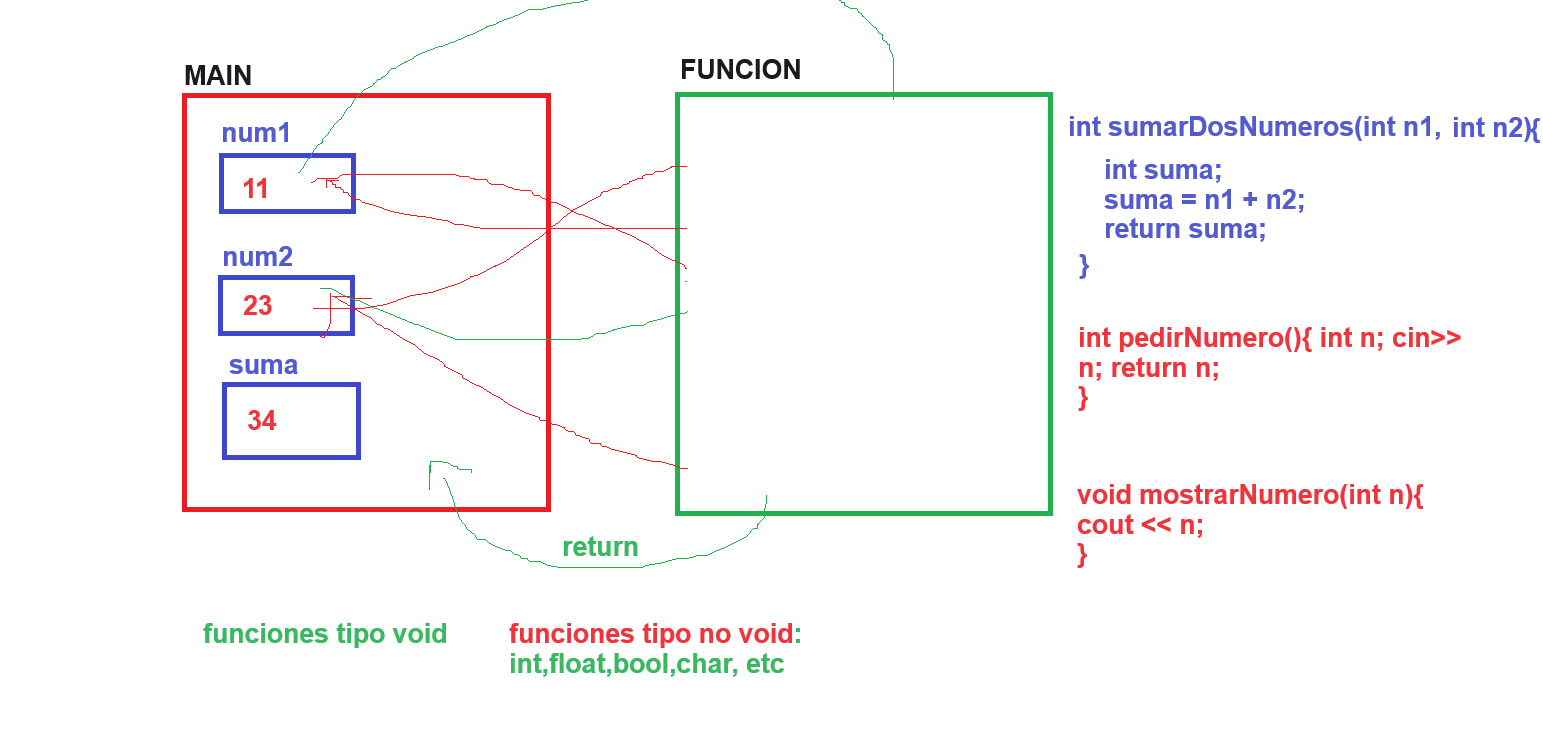 MAIN
num1
11
num2
23
suma
34
FUNCION
return
int sumarDosNumeros(int n1, int n2){
int suma;
suma = n1 + n2;
return suma;
}
int pedirNumero(){ int n; cin>>
n; return n;
}
void mostrarNumero(int n){
cout << n;
}
funciones tipo void
funciones tipo no void:
int,float,bool,char, etc